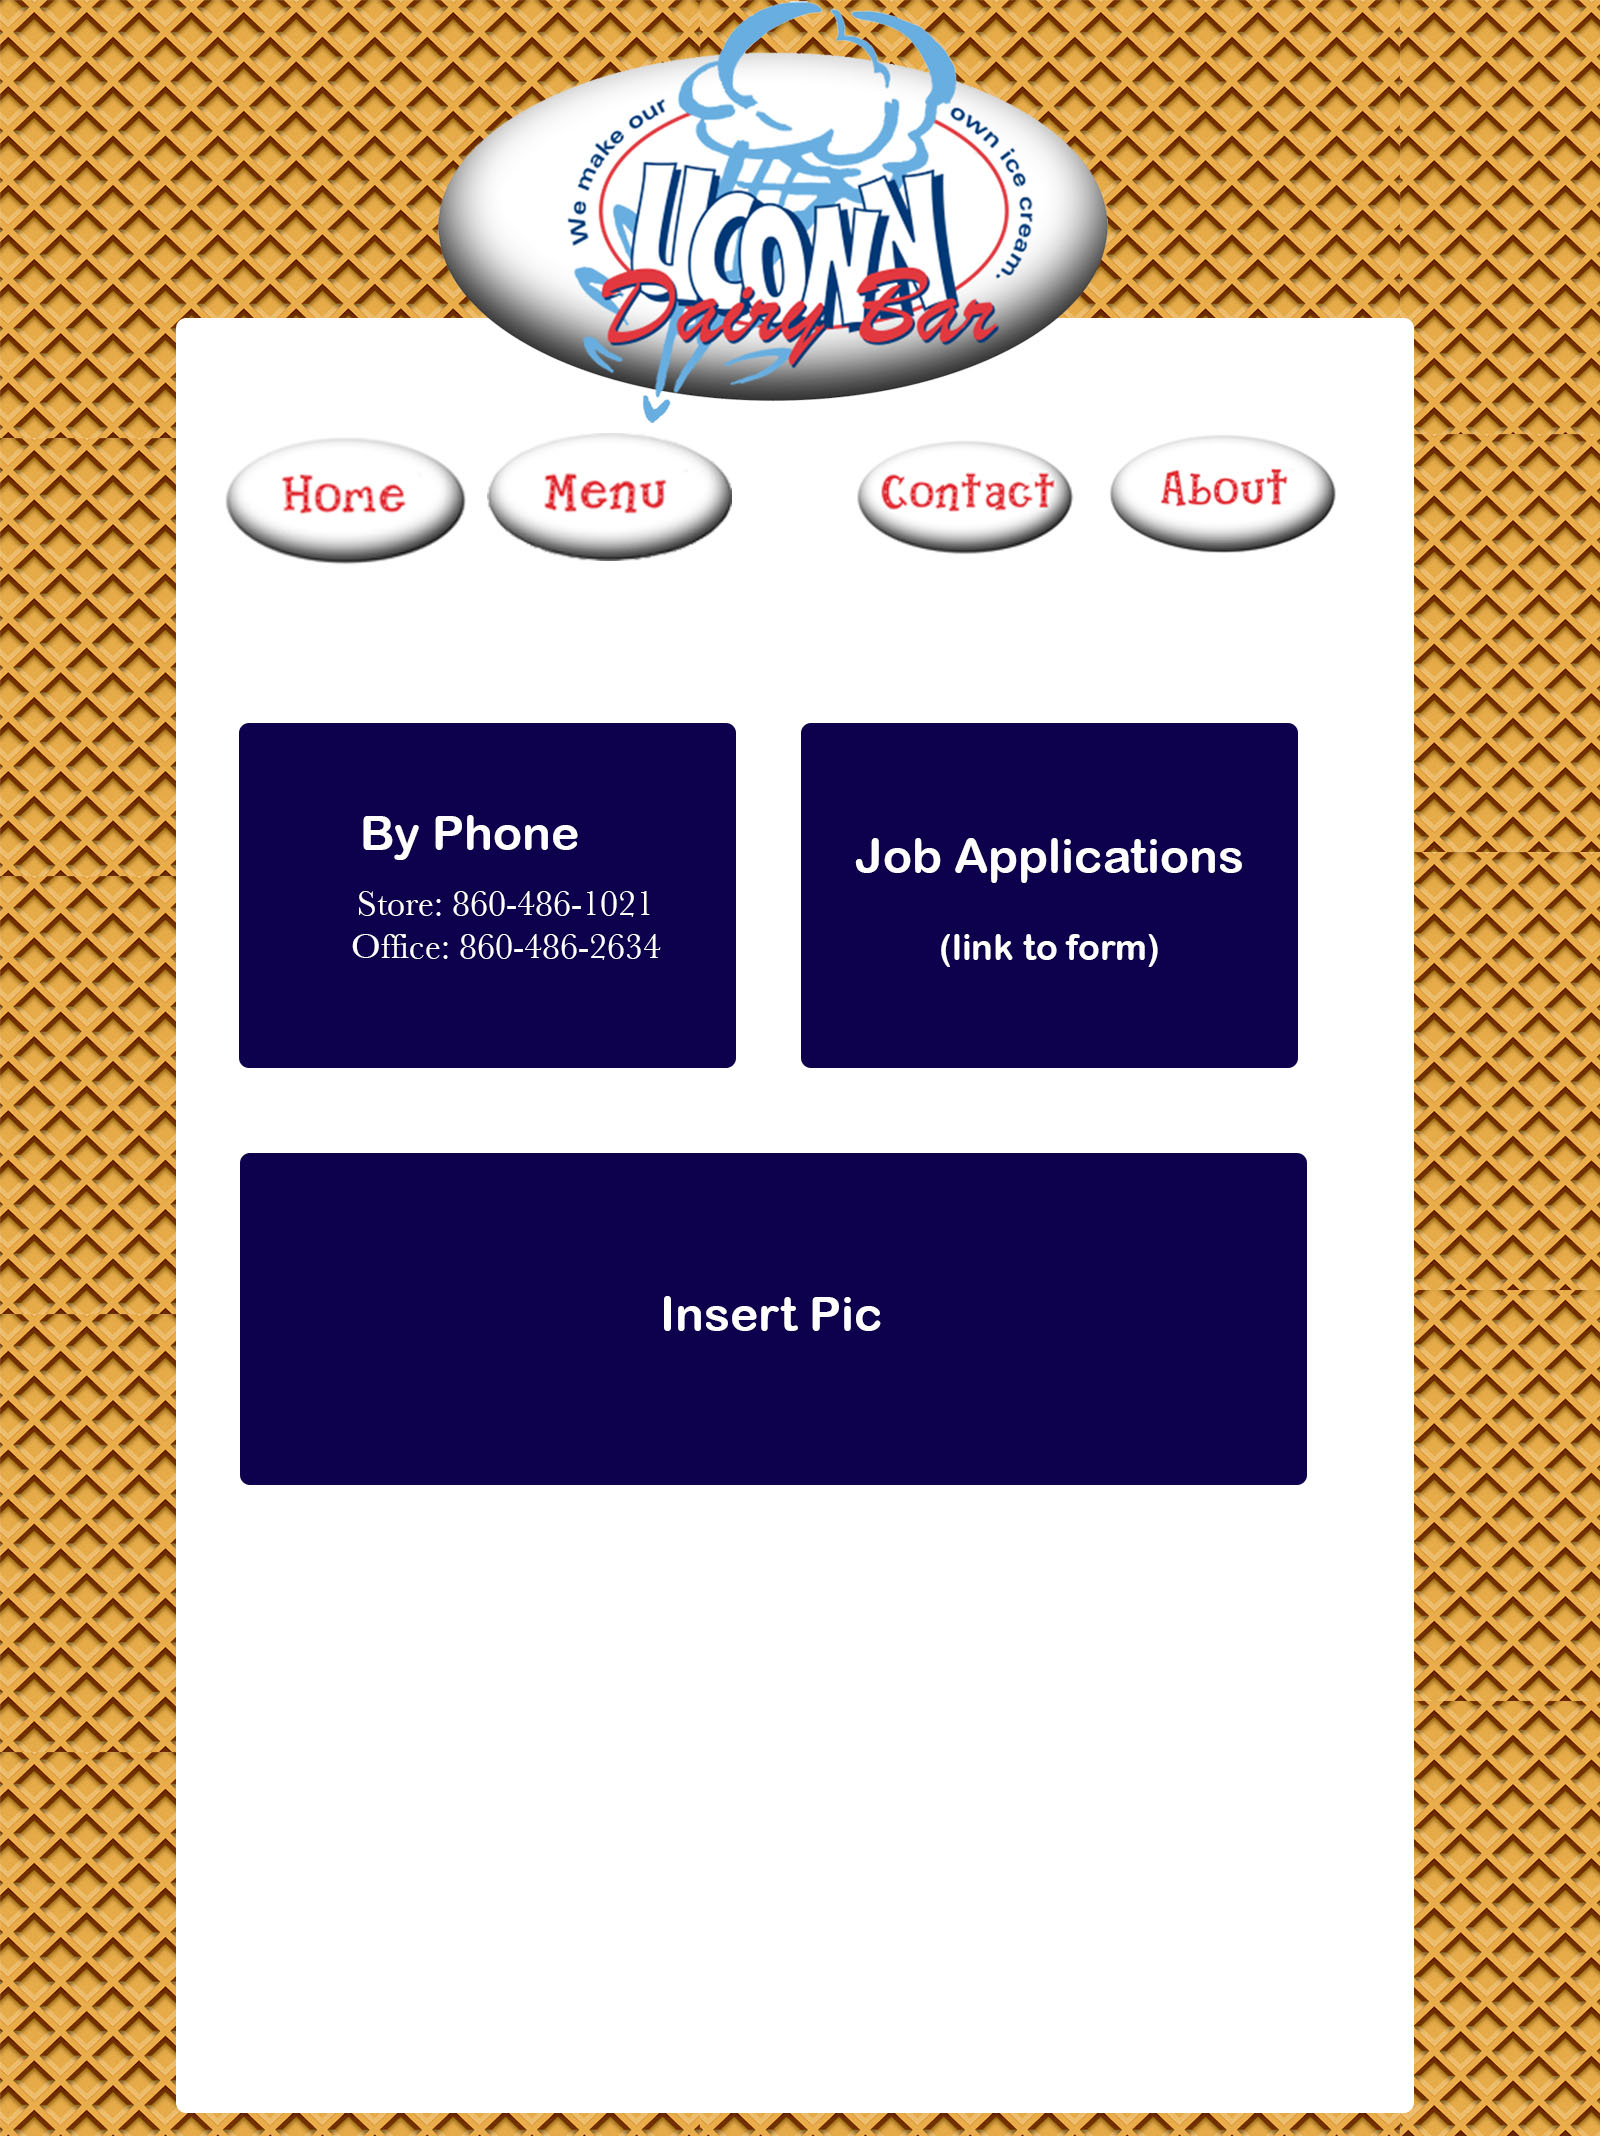 We make our own ice cream.
UCONN
Dairy Bar
Home
Menu
Contact
About
By Phone
Store: 860-486-1021
Office: 860-486-2634
Job Applications
(link to form)
Insert Pic